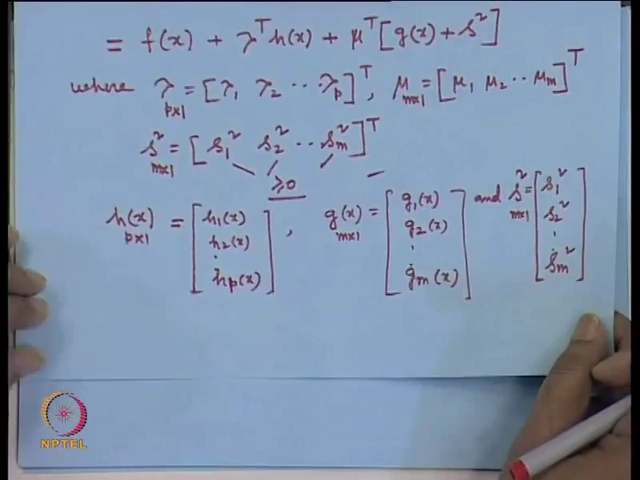 = f(x) + λᵀh(x) + μᵀ[g(x) + s²]
where λ = [λ₁ λ₂ ·· λₚ]ᵀ, μ = [μ₁ μ₂ ·· μₘ]ᵀ
p×1 m×1
s² = [s₁² s₂² ·· sₘ²]ᵀ
m×1
≥0
h(x) = [h₁(x) h₂(x) : hₚ(x)], g(x) = [g₁(x) g₂(x) : gₘ(x)] and s² = [s₁² s₂² : sₘ²]
p×1 m×1 m×1
NPTEL